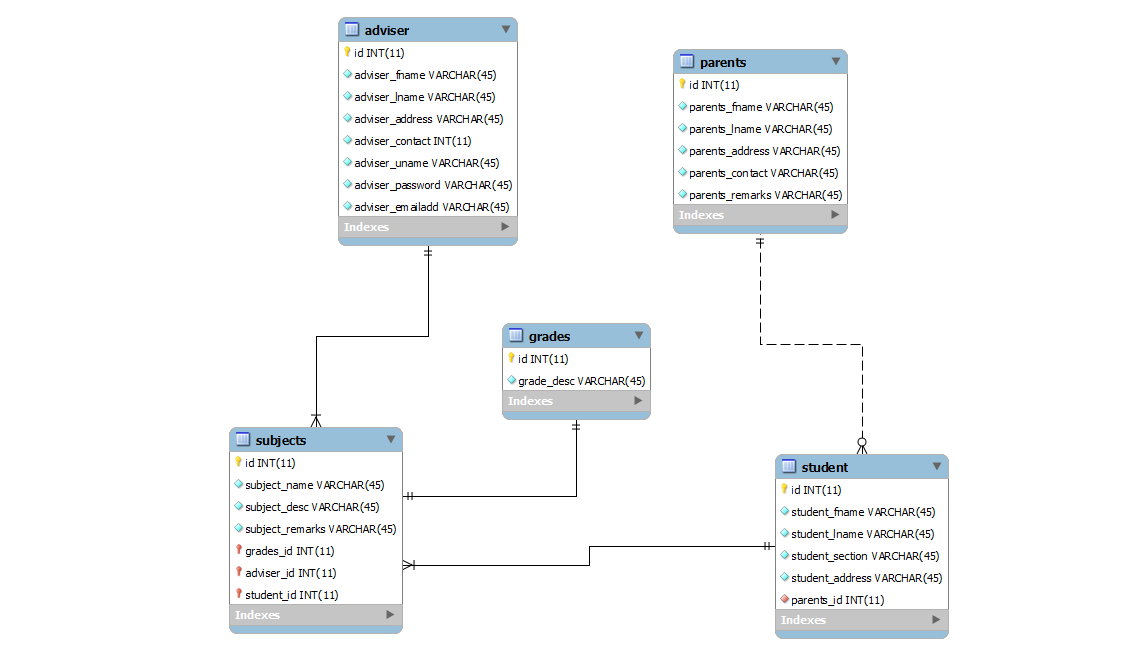 adviser
id INT(11)
adviser_fname VARCHAR(45)
adviser_lname VARCHAR(45)
adviser_address VARCHAR(45)
adviser_contact INT(11)
adviser_uname VARCHAR(45)
adviser_password VARCHAR(45)
adviser_emailadd VARCHAR(45)
Indexes
parents
id INT(11)
parents_fname VARCHAR(45)
parents_lname VARCHAR(45)
parents_address VARCHAR(45)
parents_contact VARCHAR(45)
parents_remarks VARCHAR(45)
Indexes
grades
id INT(11)
grade_desc VARCHAR(45)
Indexes
subjects
id INT(11)
subject_name VARCHAR(45)
subject_desc VARCHAR(45)
subject_remarks VARCHAR(45)
grades_id INT(11)
adviser_id INT(11)
student_id INT(11)
Indexes
student
id INT(11)
student_fname VARCHAR(45)
student_lname VARCHAR(45)
student_section VARCHAR(45)
student_address VARCHAR(45)
parents_id INT(11)
Indexes